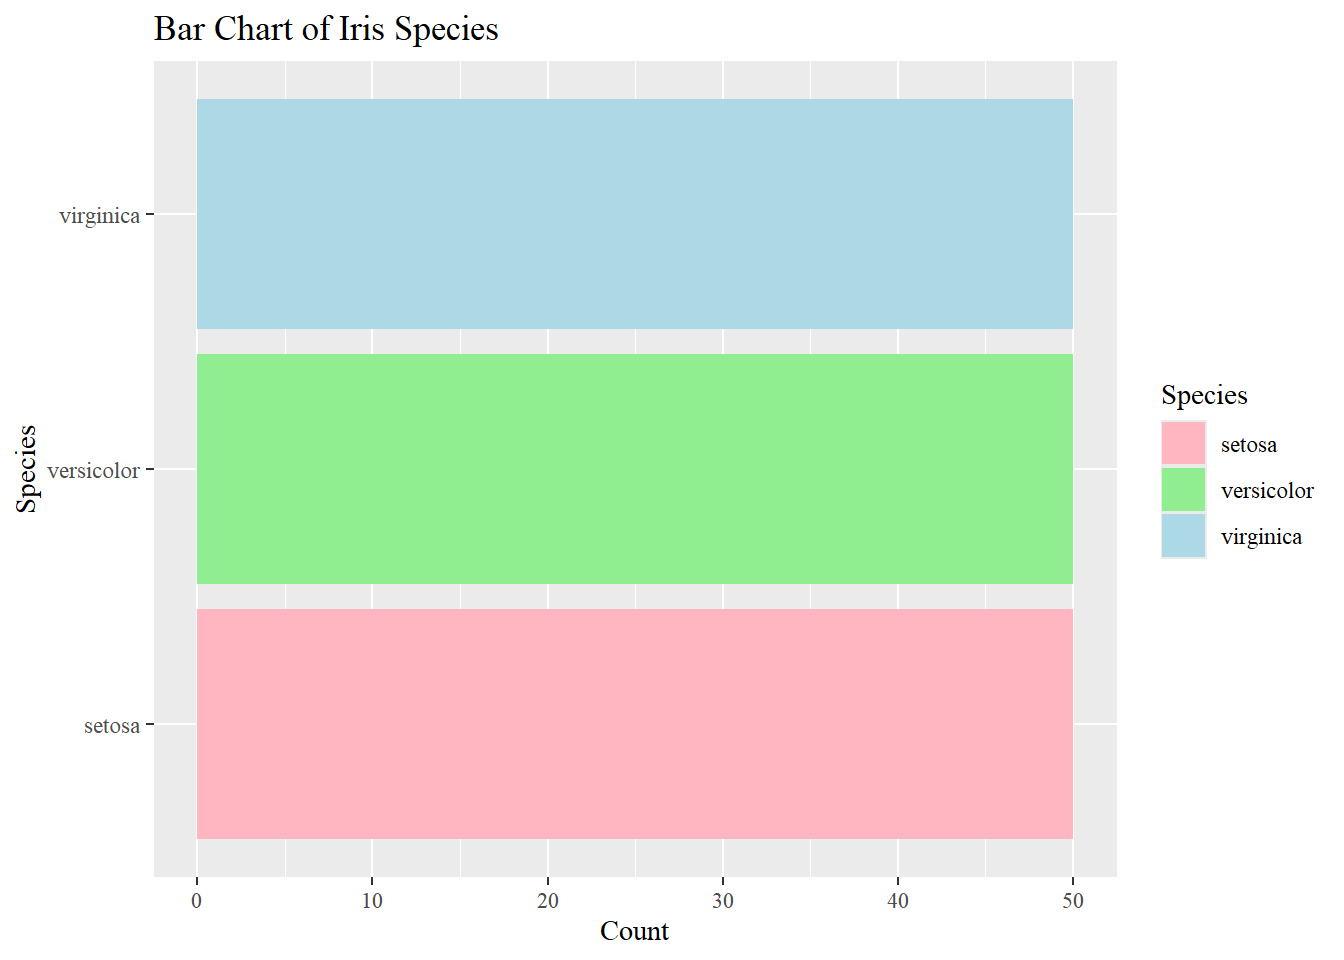 Bar Chart of Iris Species
Species
virginica
versicolor
setosa
0 10 20 30 40 50
Count
Species
setosa
versicolor
virginica